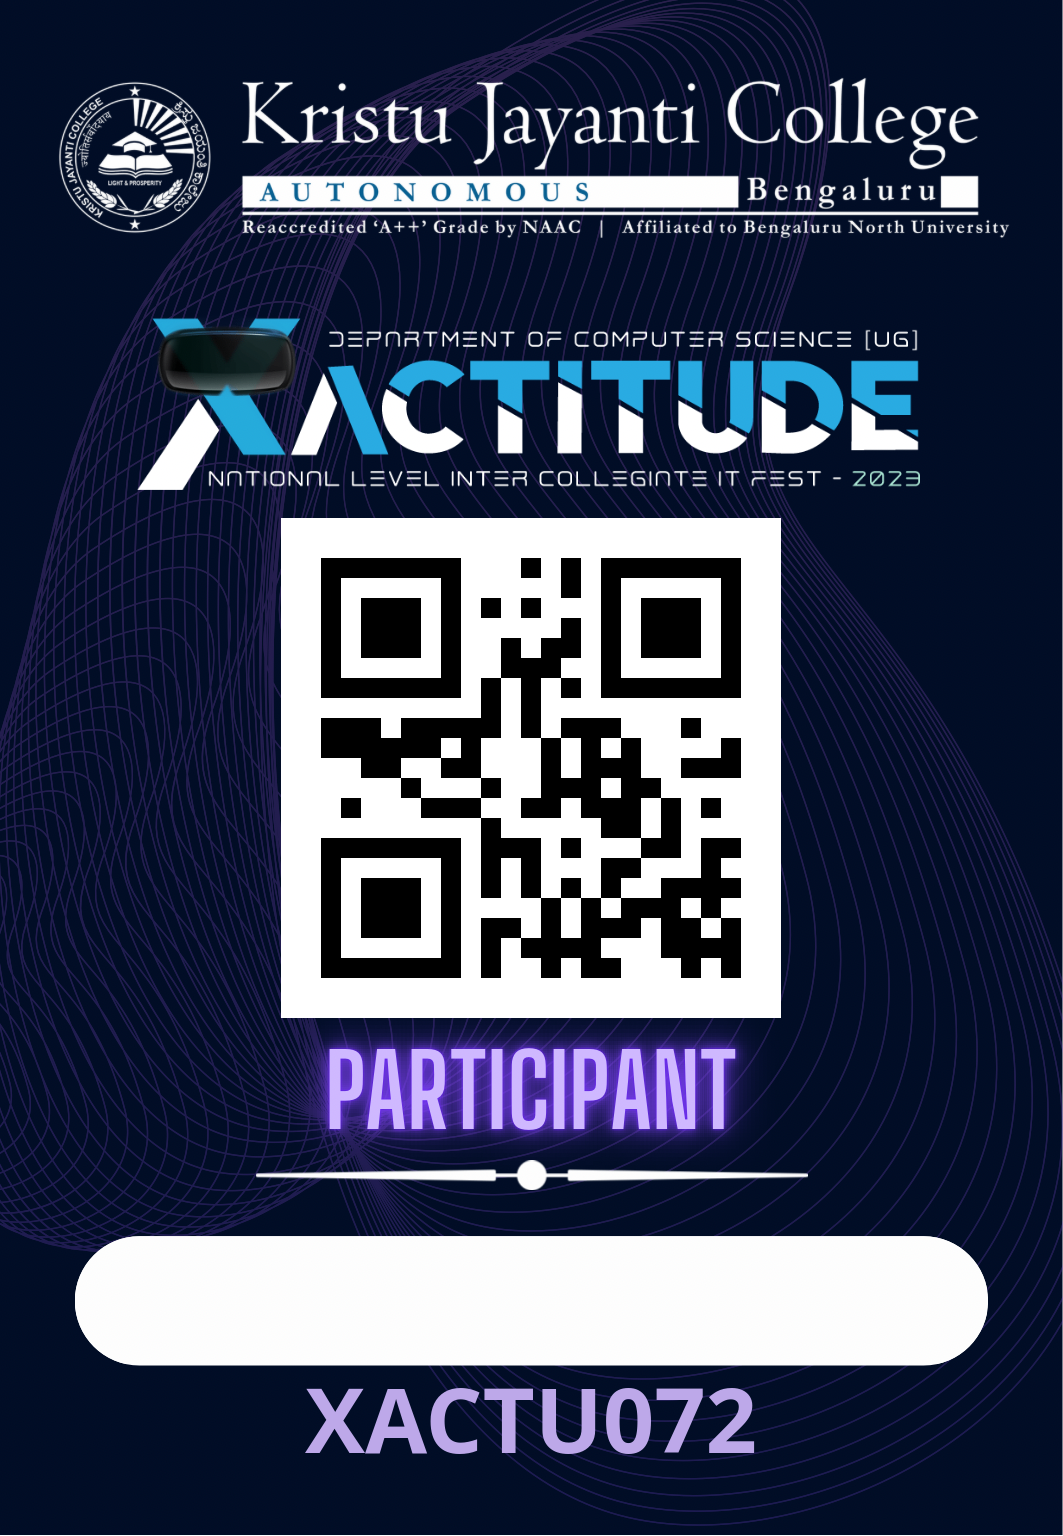 KRISTU JAYANTI COLLEGE
ಕ್ರಿಸ್ತು ಜಯಂತಿ ಕಾಲೇಜು
LIGHT & PROSPERITY
Kristu Jayanti College
AUTONOMOUS Bengaluru
Reaccredited ‘A++’ Grade by NAAC | Affiliated to Bengaluru North University
DEPARTMENT OF COMPUTER SCIENCE [UG]
XACTITUDE
NATIONAL LEVEL INTER COLLEGIATE IT FEST - 2023
PARTICIPANT
XACTU072